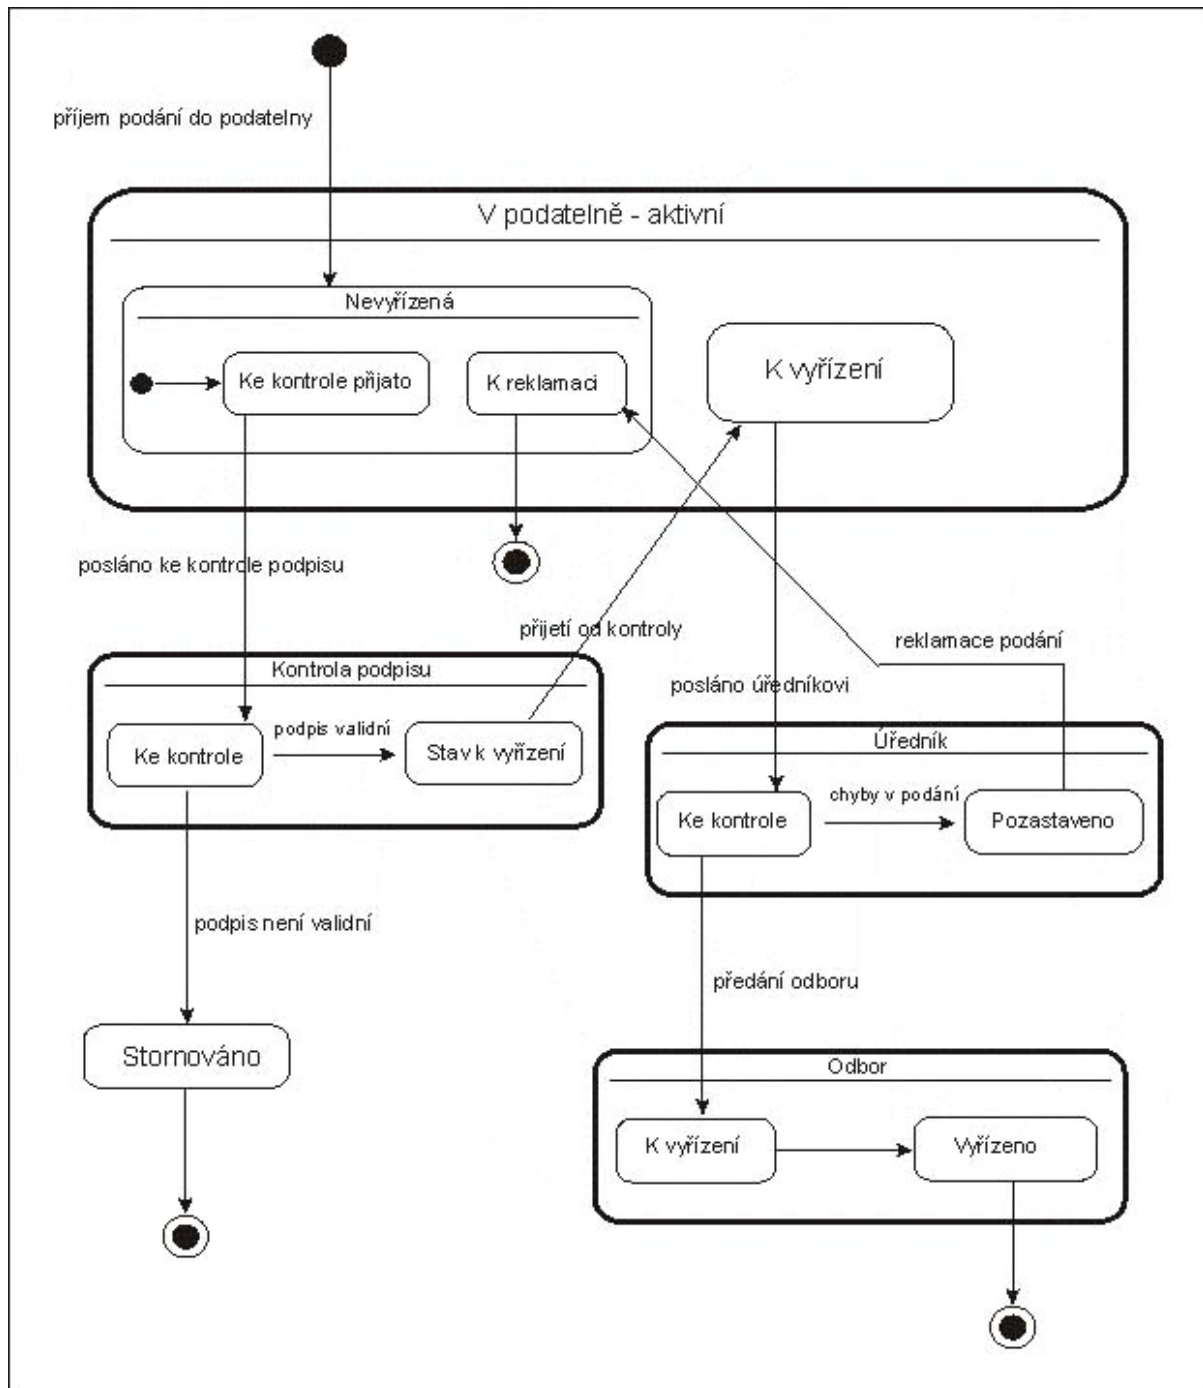 příjem podání do podatelny
V podatelně - aktivní
Nevyřízená
Ke kontrole přijato
K reklamaci
K vyřízení
posláno ke kontrole podpisu
přijetí od kontroly
reklamace podání
Kontrola podpisu
posláno úředníkovi
podpis validní
Ke kontrole
Stav k vyřízení
Úředník
chyby v podání
Ke kontrole
Pozastaveno
podpis není validní
předání odboru
Stornováno
Odbor
K vyřízení
Vyřízeno